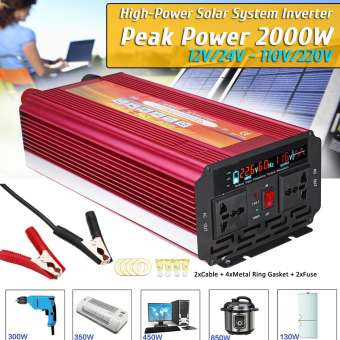 High-Power Solar System Inverter
Peak Power 2000W
12V/24V - 110V/220V
2xCable + 4xMetal Ring Gasket + 2xFuse
300W
350W
450W
850W
130W